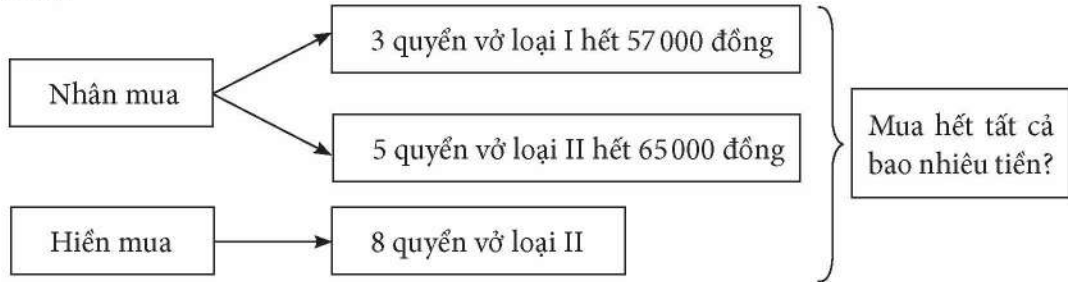 Nhân mua
3 quyển vở loại I hết 57 000 đồng
5 quyển vở loại II hết 65 000 đồng
Hiền mua
8 quyển vở loại II
Mua hết tất cả
bao nhiêu tiền?